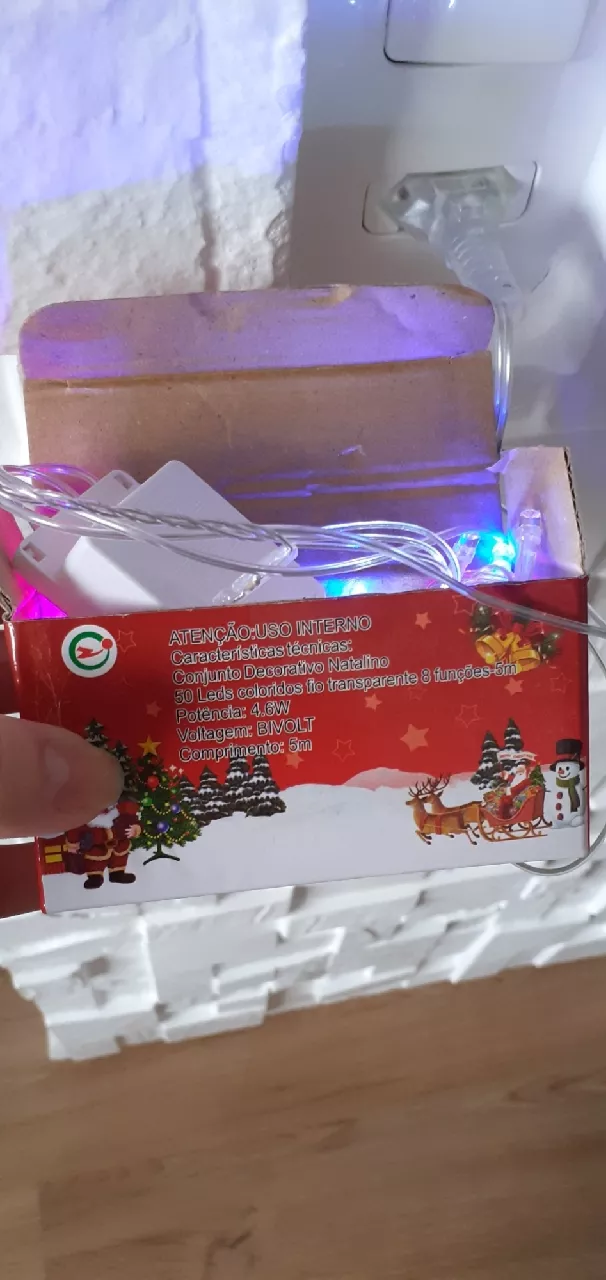 ATENÇÃO:USO INTERNO
Características técnicas:
Conjunto Decorativo Natalino
50 Leds coloridos fio transparente 8 funções-5m
Potência: 4.6W
Voltagem: BIVOLT
Comprimento: 5m